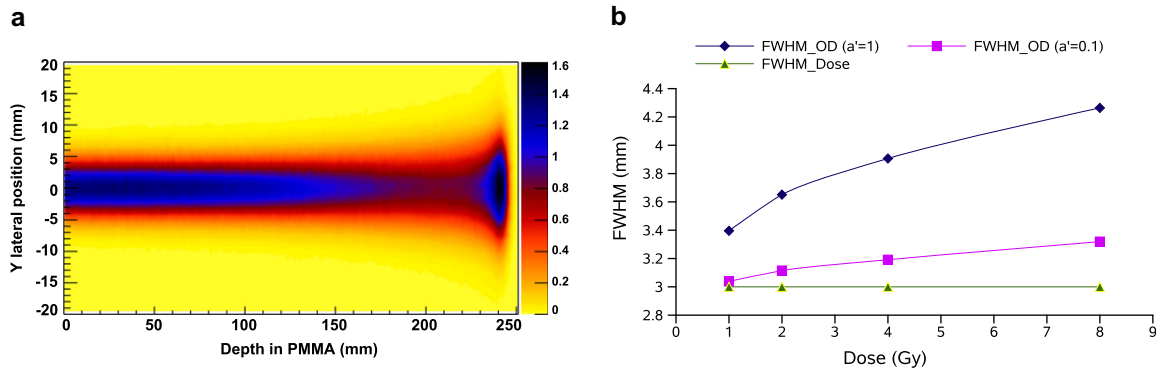 a
20
15
10
5
0
-5
-10
-15
-20
Y lateral position (mm)
0 50 100 150 200 250
Depth in PMMA (mm)
1.6
1.4
1.2
1
0.8
0.6
0.4
0.2
0
b
FWHM_OD (a'=1)
FWHM_OD (a'=0.1)
FWHM_Dose
4.4
4.2
4
3.8
3.6
3.4
3.2
3
2.8
FWHM (mm)
0 1 2 3 4 5 6 7 8 9
Dose (Gy)